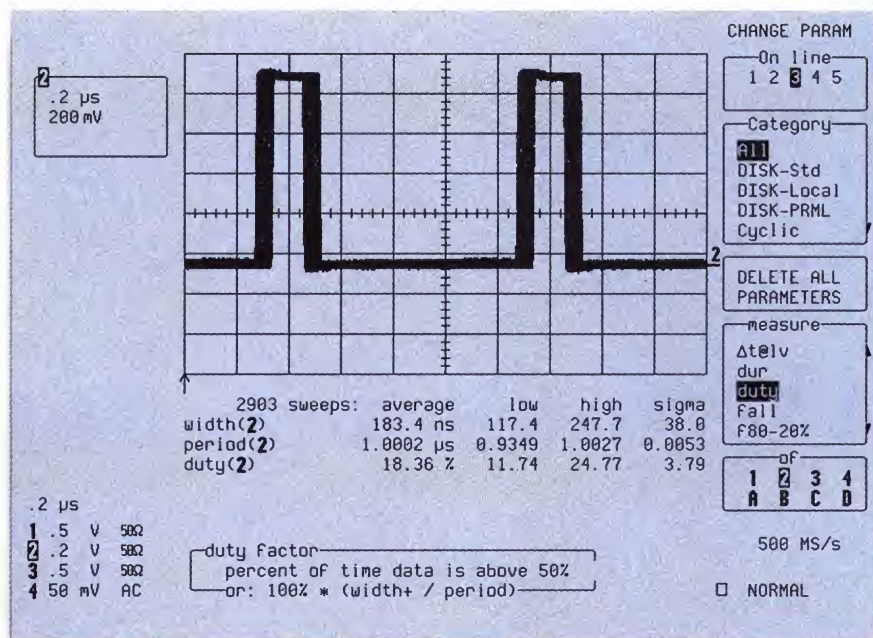 CHANGE PARAM
On line
1 2 3 4 5
2
.2 µs
200 mV
Category
All
DISK-Std
DISK-Local
DISK-PRML
Cyclic
2
DELETE ALL
PARAMETERS
measure
Δt@lv
dur
duty
fall
f80-20%
2903 sweeps: average low high sigma
width(2) 183.4 ns 117.4 247.7 38.0
period(2) 1.0002 µs 0.9349 1.0027 0.0053
duty(2) 18.36 % 11.74 24.77 3.79
of
1 2 3 4
A B C D
.2 µs
1 .5 V 50Ω
2 .2 V 50Ω
3 .5 V 50Ω
4 50 mV AC
duty factor
percent of time data is above 50%
or: 100% * (width+ / period)
500 MS/s
NORMAL